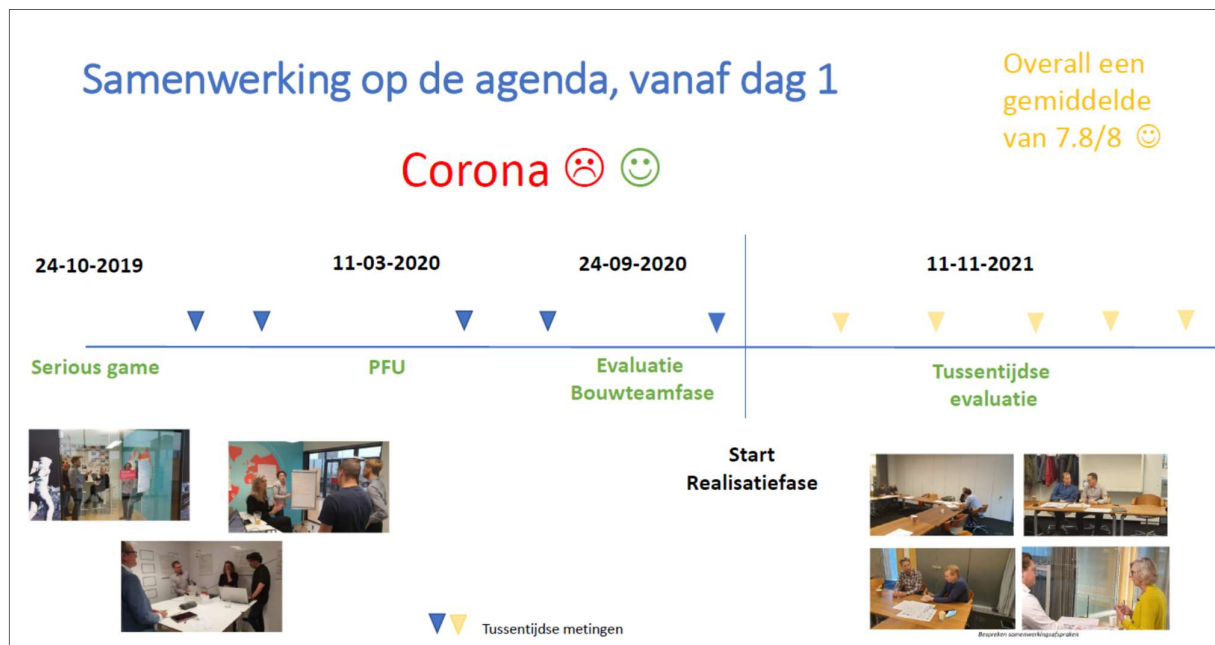 Samenwerking op de agenda, vanaf dag 1
Overall een
gemiddelde
van 7.8/8 ☺
Corona ☹ ☺
24-10-2019
11-03-2020
24-09-2020
11-11-2021
Serious game
PFU
Evaluatie
Bouwteamfase
Tussentijdse
evaluatie
Start
Realisatiefase
Tussentijdse metingen
Bespreken samenwerkingsafspraken